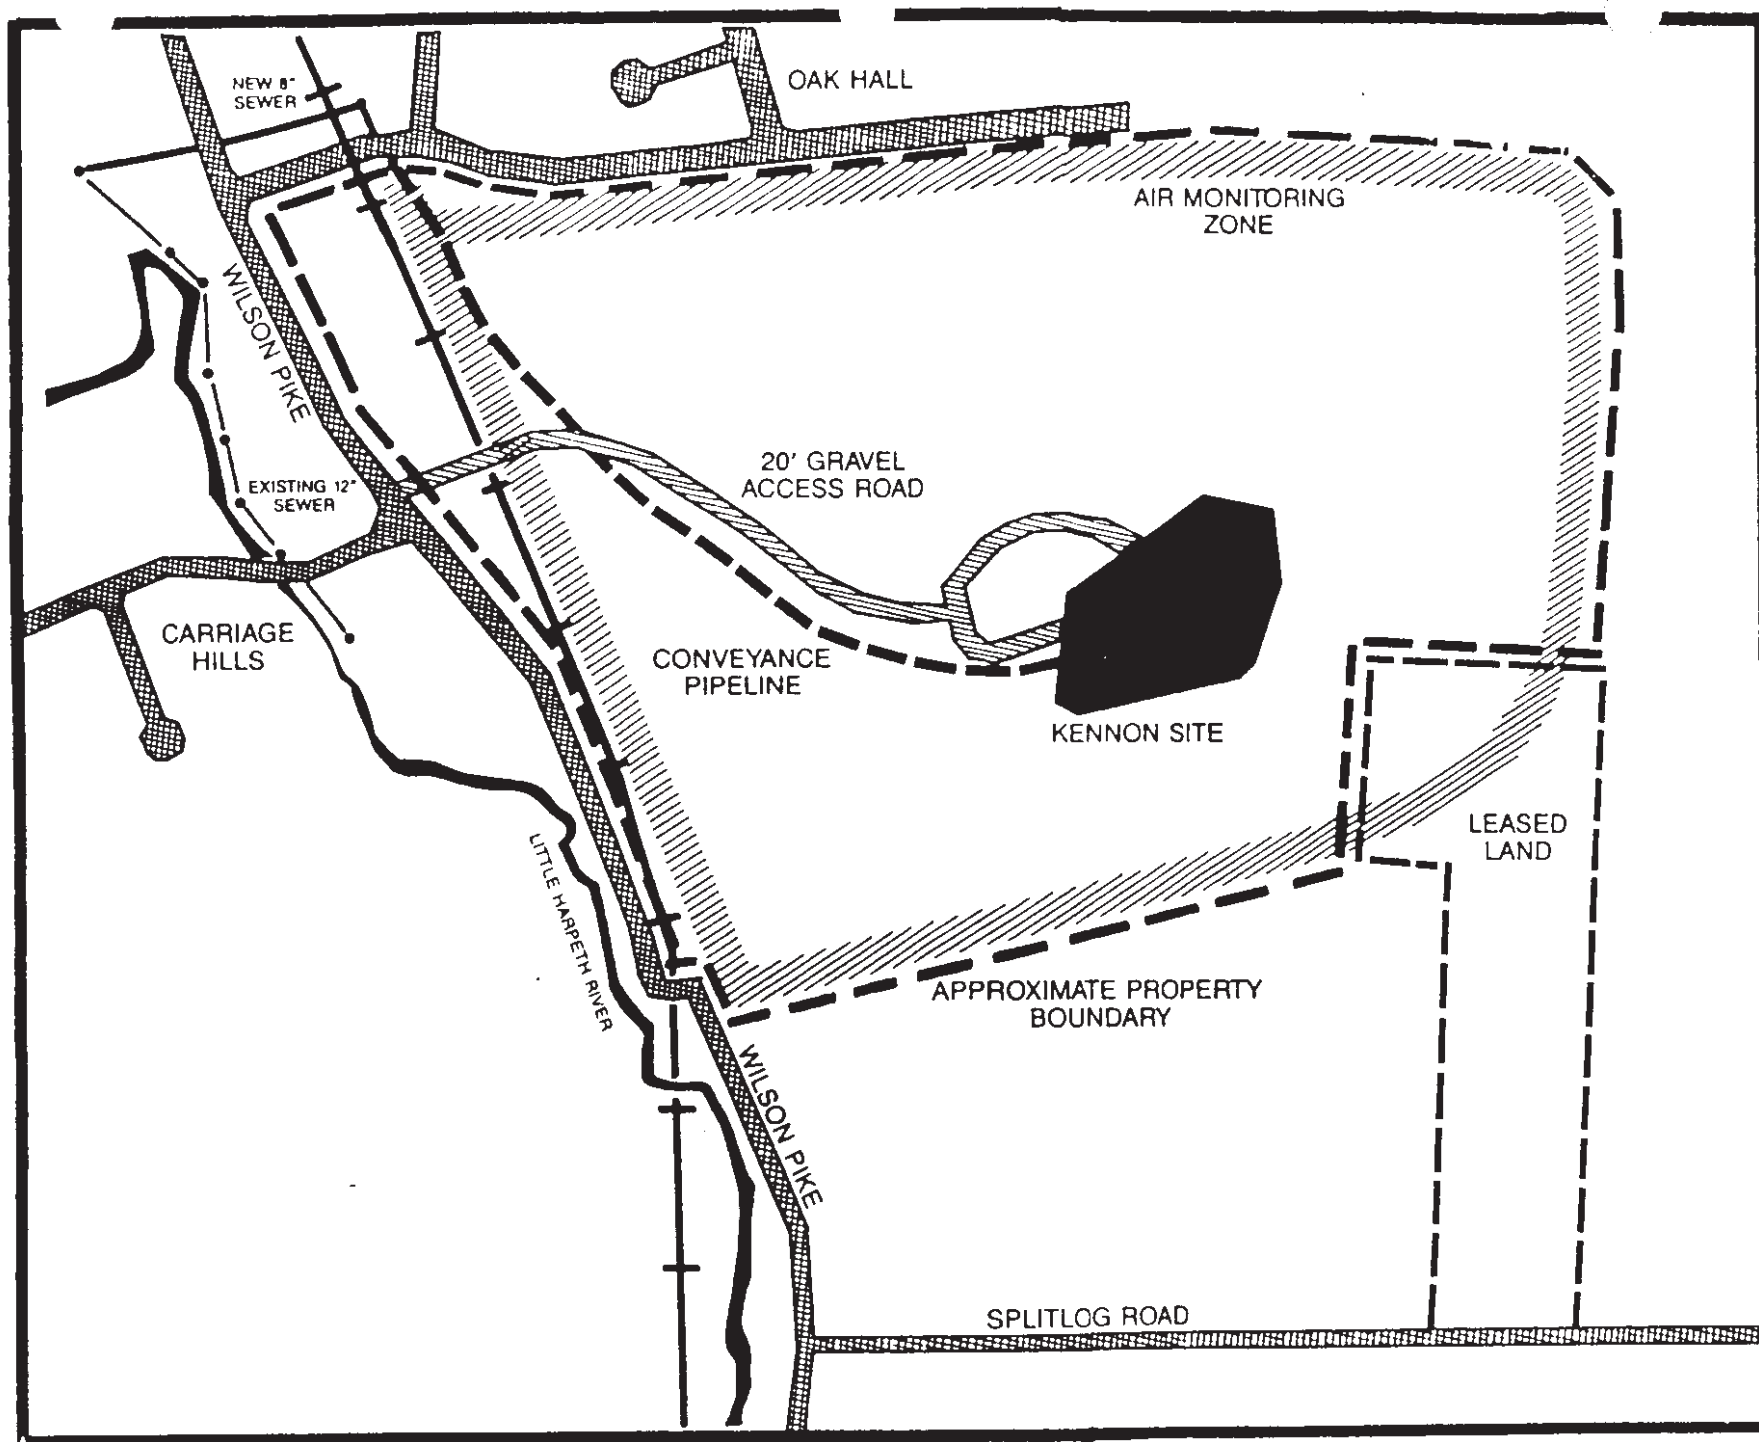 OAK HALL
NEW 8"
SEWER
AIR MONITORING
ZONE
WILSON PIKE
20' GRAVEL
ACCESS ROAD
EXISTING 12"
SEWER
CARRIAGE
HILLS
CONVEYANCE
PIPELINE
KENNON SITE
LEASED
LAND
LITTLE HARPETH RIVER
APPROXIMATE PROPERTY
BOUNDARY
WILSON PIKE
SPLITLOG ROAD